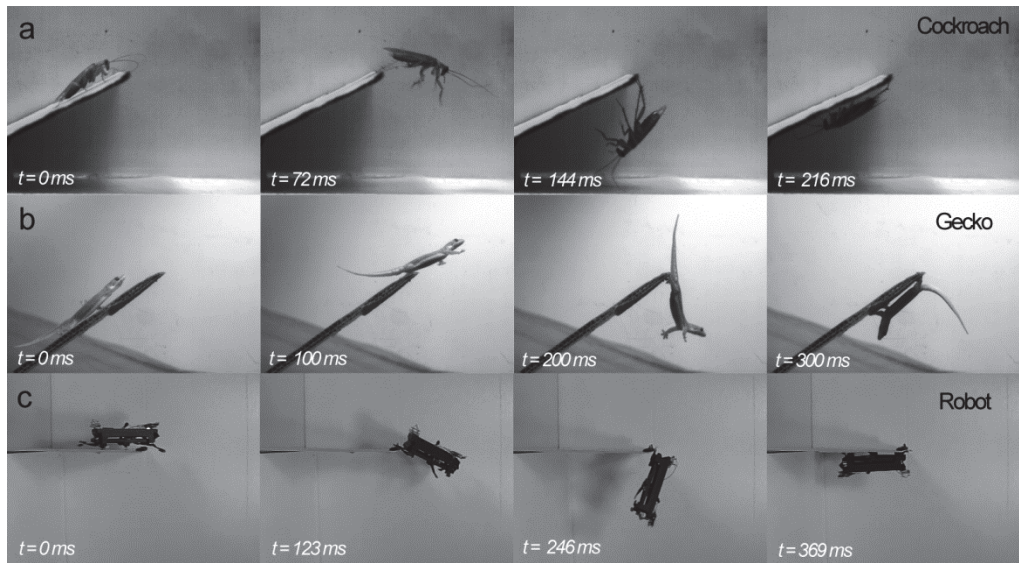 a
Cockroach
t = 0 ms
t = 72 ms
t = 144 ms
t = 216 ms
b
Gecko
t = 0 ms
t = 100 ms
t = 200 ms
t = 300 ms
c
Robot
t = 0 ms
t = 123 ms
t = 246 ms
t = 369 ms